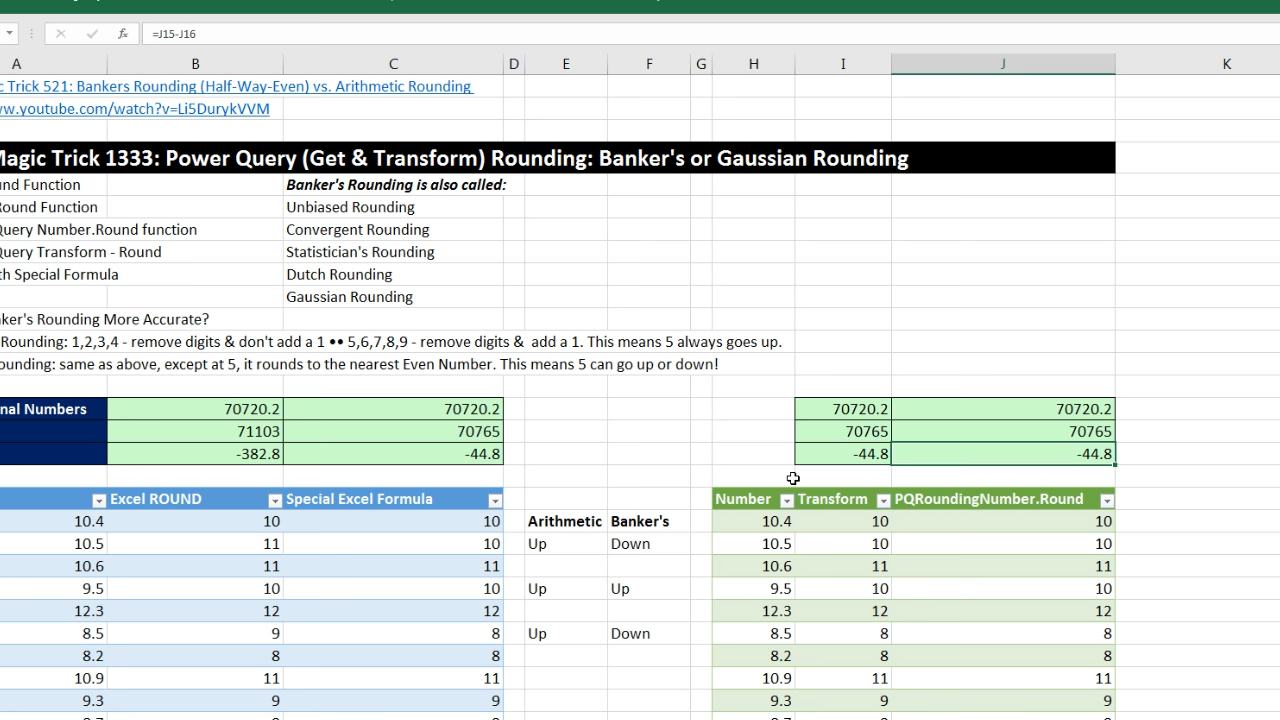 =J15-J16
A B C D E F G H I J K
c Trick 521: Bankers Rounding (Half-Way-Even) vs. Arithmetic Rounding
ww.youtube.com/watch?v=Li5DurykVVM
Magic Trick 1333: Power Query (Get & Transform) Rounding: Banker's or Gaussian Rounding
und Function Banker's Rounding is also called:
Round Function Unbiased Rounding
Query Number.Round function Convergent Rounding
Query Transform - Round Statistician's Rounding
th Special Formula Dutch Rounding
Gaussian Rounding
ker's Rounding More Accurate?
Rounding: 1,2,3,4 - remove digits & don't add a 1 •• 5,6,7,8,9 - remove digits & add a 1. This means 5 always goes up.
ounding: same as above, except at 5, it rounds to the nearest Even Number. This means 5 can go up or down!
nal Numbers 70720.2 70720.2 70720.2 70720.2
71103 70765 70765 70765
-382.8 -44.8 -44.8 -44.8
Excel ROUND Special Excel Formula Number Transform PQRoundingNumber.Round
10.4 10 10 Arithmetic Banker's 10.4 10 10
10.5 11 10 Up Down 10.5 10 10
10.6 11 11 10.6 11 11
9.5 10 10 Up Up 9.5 10 10
12.3 12 12 12.3 12 12
8.5 9 8 Up Down 8.5 8 8
8.2 8 8 8.2 8 8
10.9 11 11 10.9 11 11
9.3 9 9 9.3 9 9